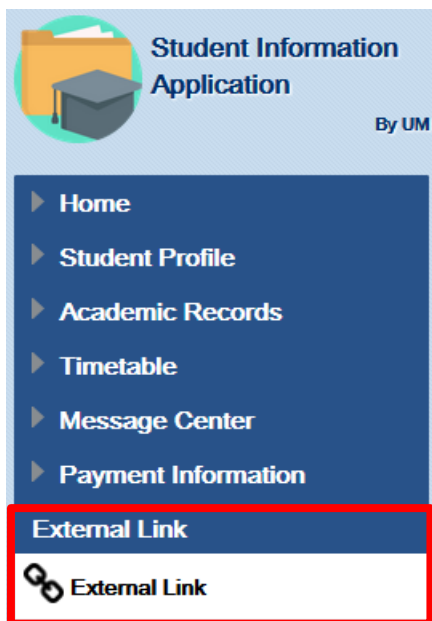 Student Information
Application
By UM
Home
Student Profile
Academic Records
Timetable
Message Center
Payment Information
External Link
External Link